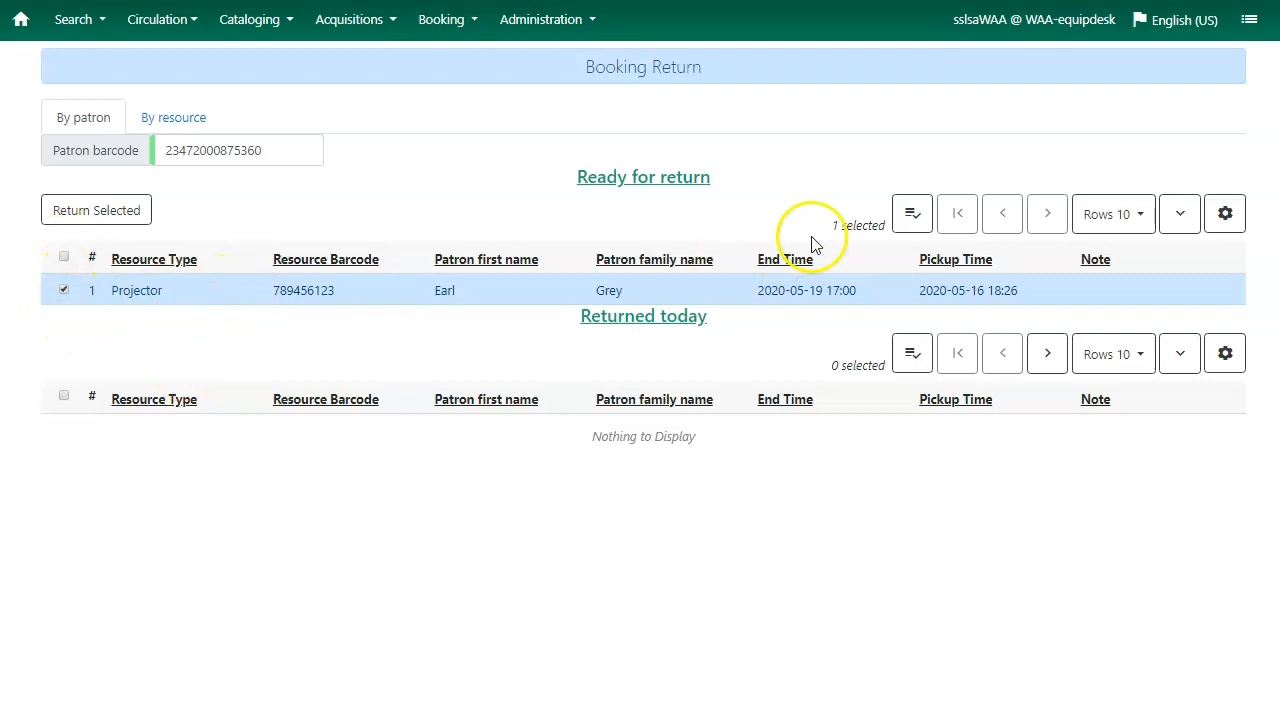 Search Circulation Cataloging Acquisitions Booking Administration sslsaWAA @ WAA-equipdesk English (US)
Booking Return
By patron By resource
Patron barcode 23472000875360
Ready for return
Return Selected 1 selected Rows 10
# Resource Type Resource Barcode Patron first name Patron family name End Time Pickup Time Note
1 Projector 789456123 Earl Grey 2020-05-19 17:00 2020-05-16 18:26
Returned today
0 selected Rows 10
# Resource Type Resource Barcode Patron first name Patron family name End Time Pickup Time Note
Nothing to Display